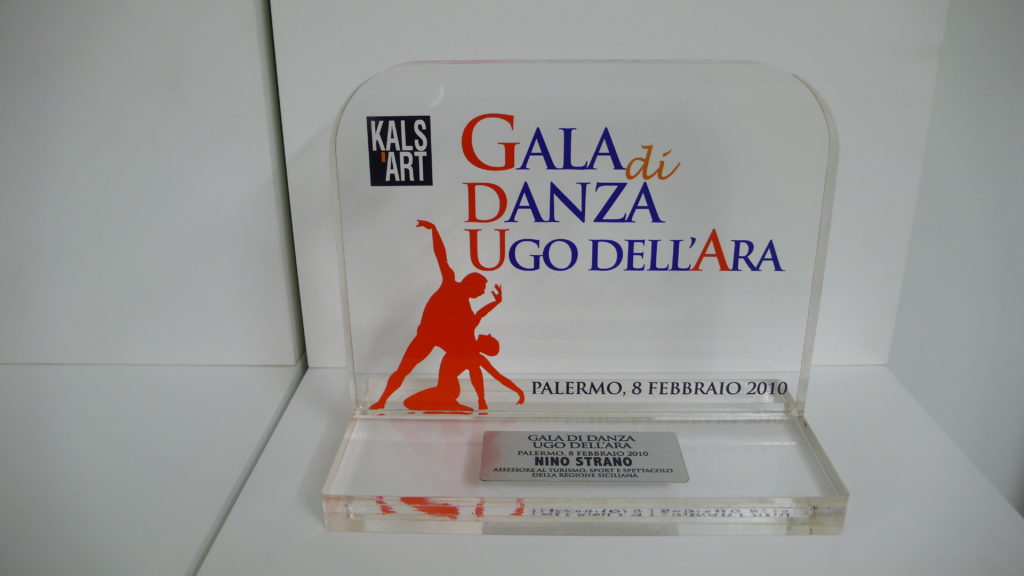 KALS
'ART
GALA di
DANZA
UGO DELL'ARA
PALERMO, 8 FEBBRAIO 2010
GALA DI DANZA
UGO DELL'ARA
PALERMO, 8 FEBBRAIO 2010
NINO STRANO
ASSESSORE AL TURISMO, SPORT E SPETTACOLO
DELLA REGIONE SICILIANA